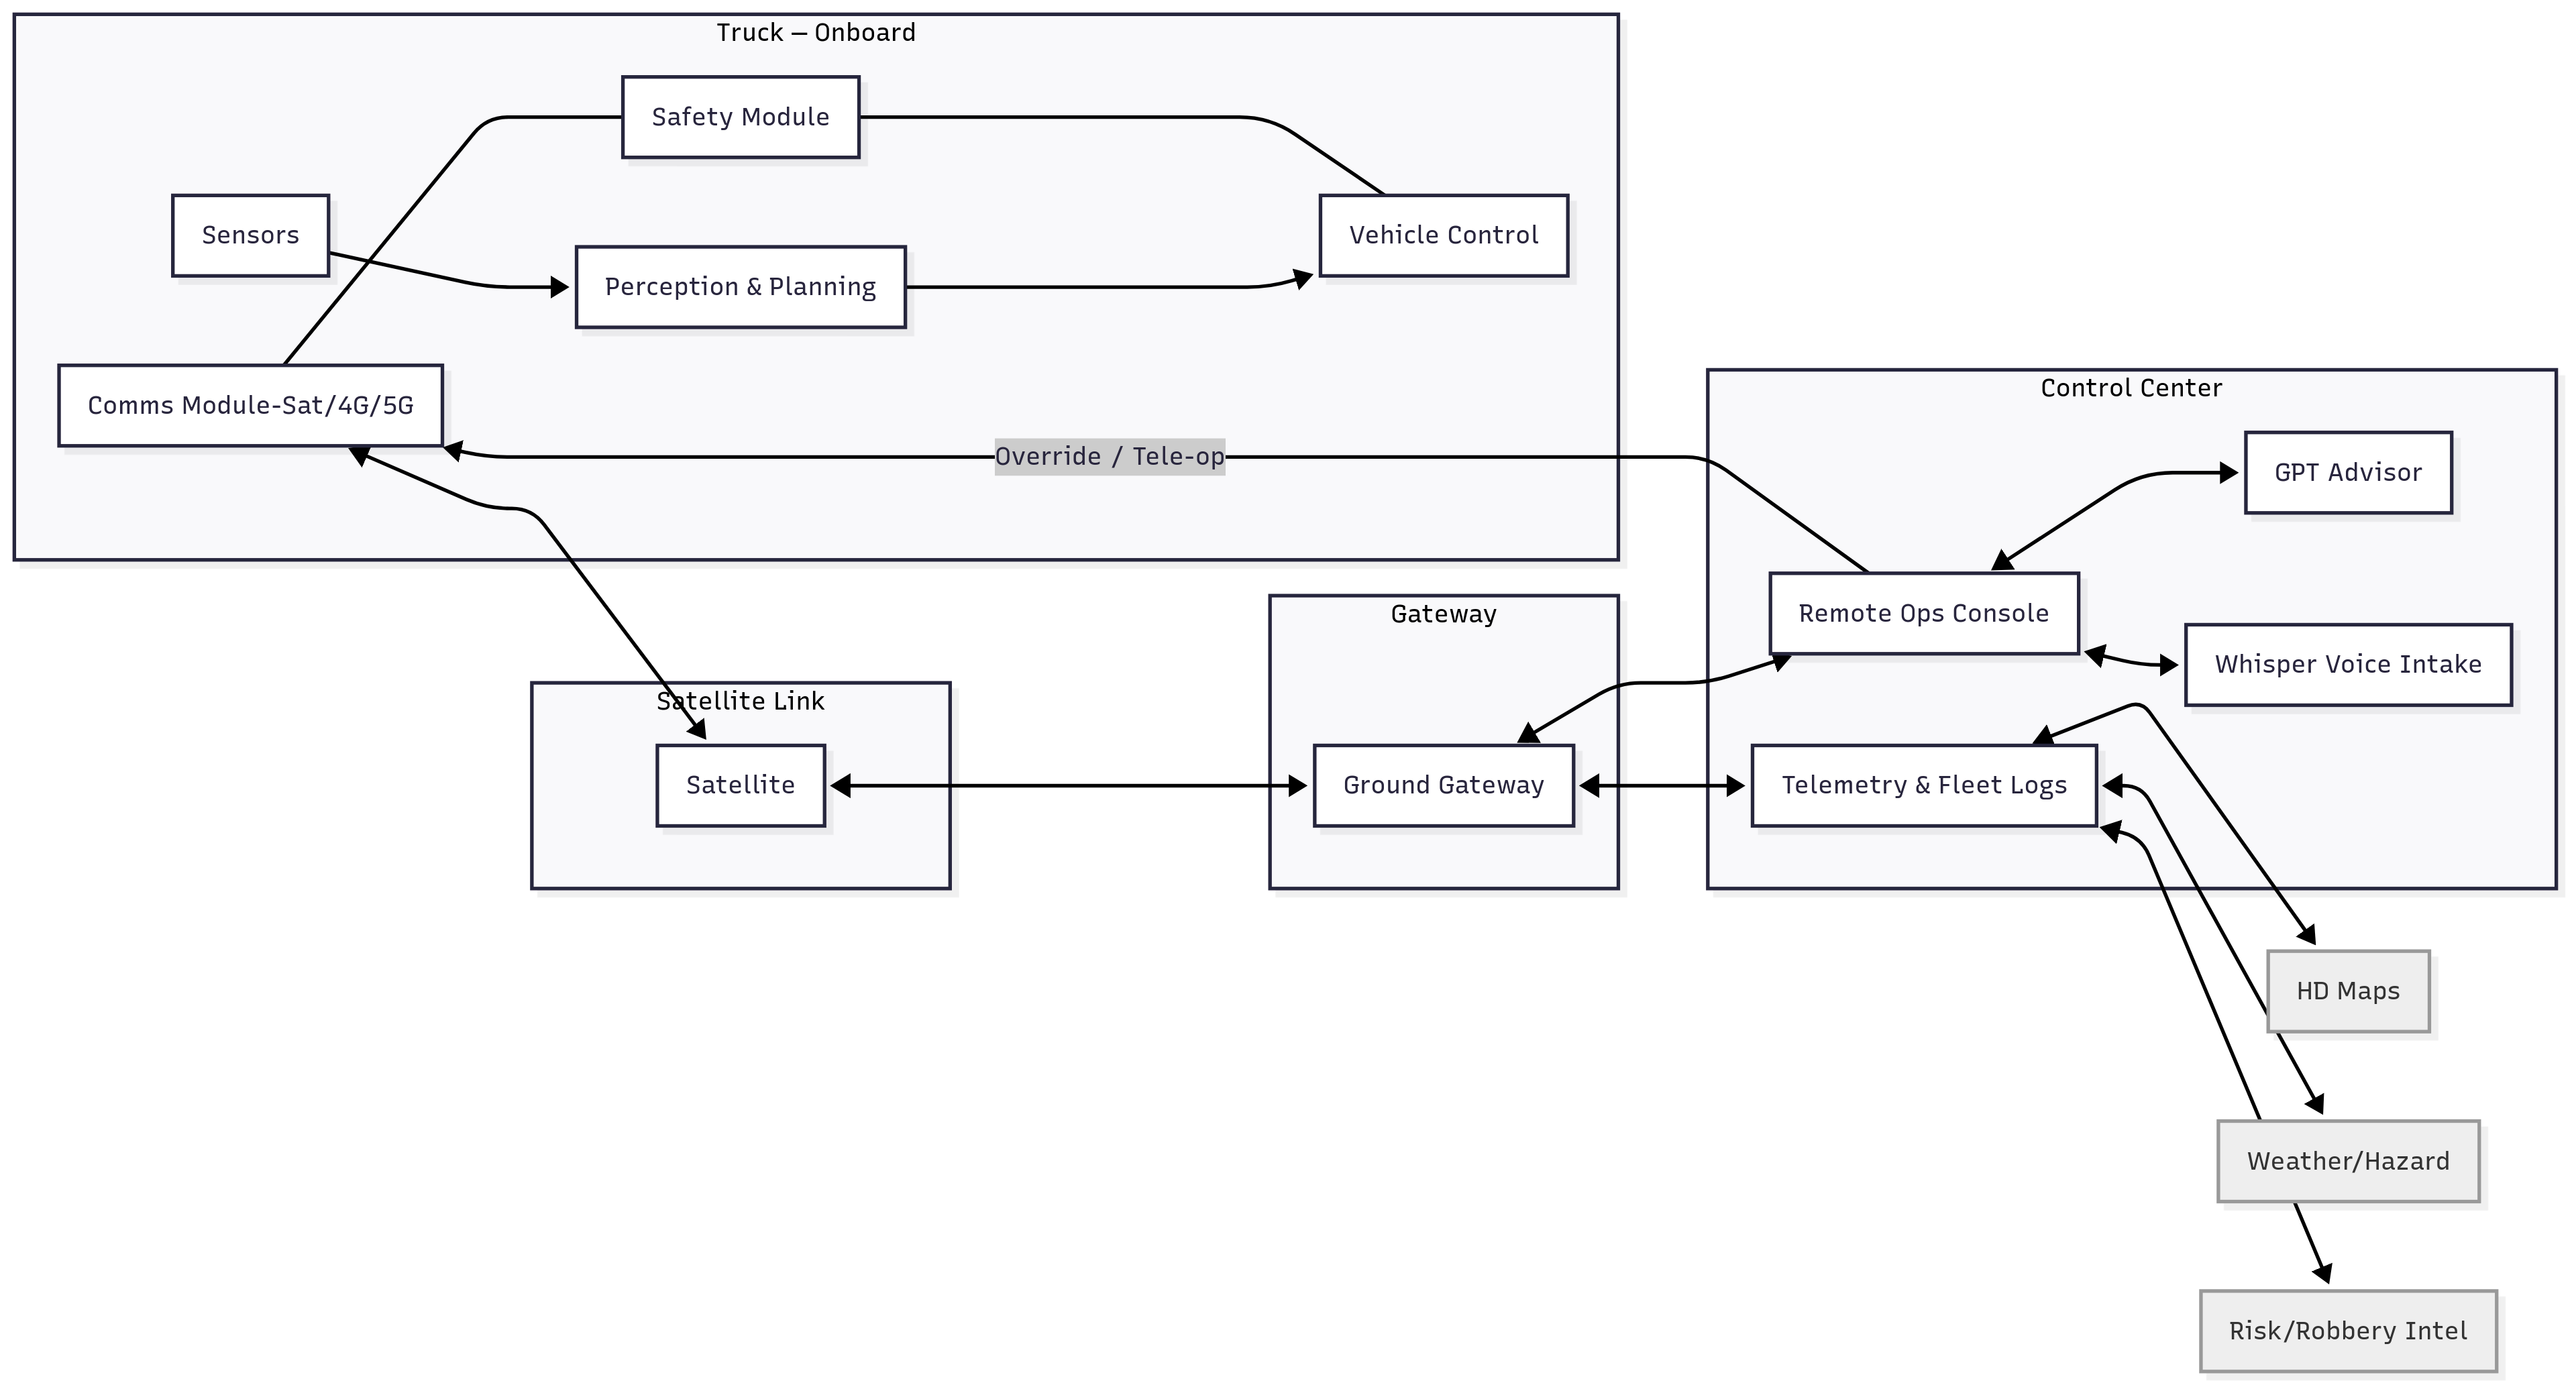 Truck – Onboard
Safety Module
Sensors
Vehicle Control
Perception & Planning
Comms Module-Sat/4G/5G
Override / Tele-op
Control Center
GPT Advisor
Remote Ops Console
Whisper Voice Intake
Telemetry & Fleet Logs
Gateway
Ground Gateway
Satellite Link
Satellite
HD Maps
Weather/Hazard
Risk/Robbery Intel